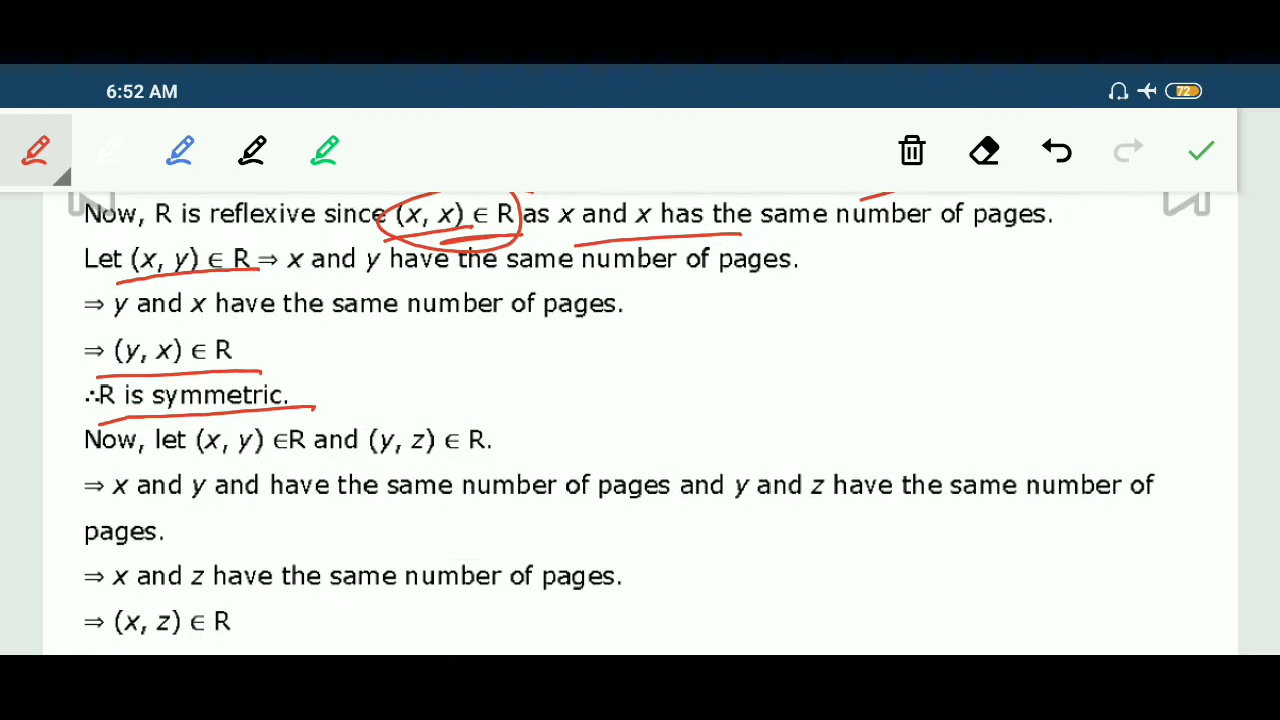 6:52 AM
72
Now, R is reflexive since (x, x) ∈ R as x and x has the same number of pages.
Let (x, y) ∈ R ⇒ x and y have the same number of pages.
⇒ y and x have the same number of pages.
⇒ (y, x) ∈ R
∴R is symmetric.
Now, let (x, y) ∈R and (y, z) ∈ R.
⇒ x and y and have the same number of pages and y and z have the same number of
pages.
⇒ x and z have the same number of pages.
⇒ (x, z) ∈ R